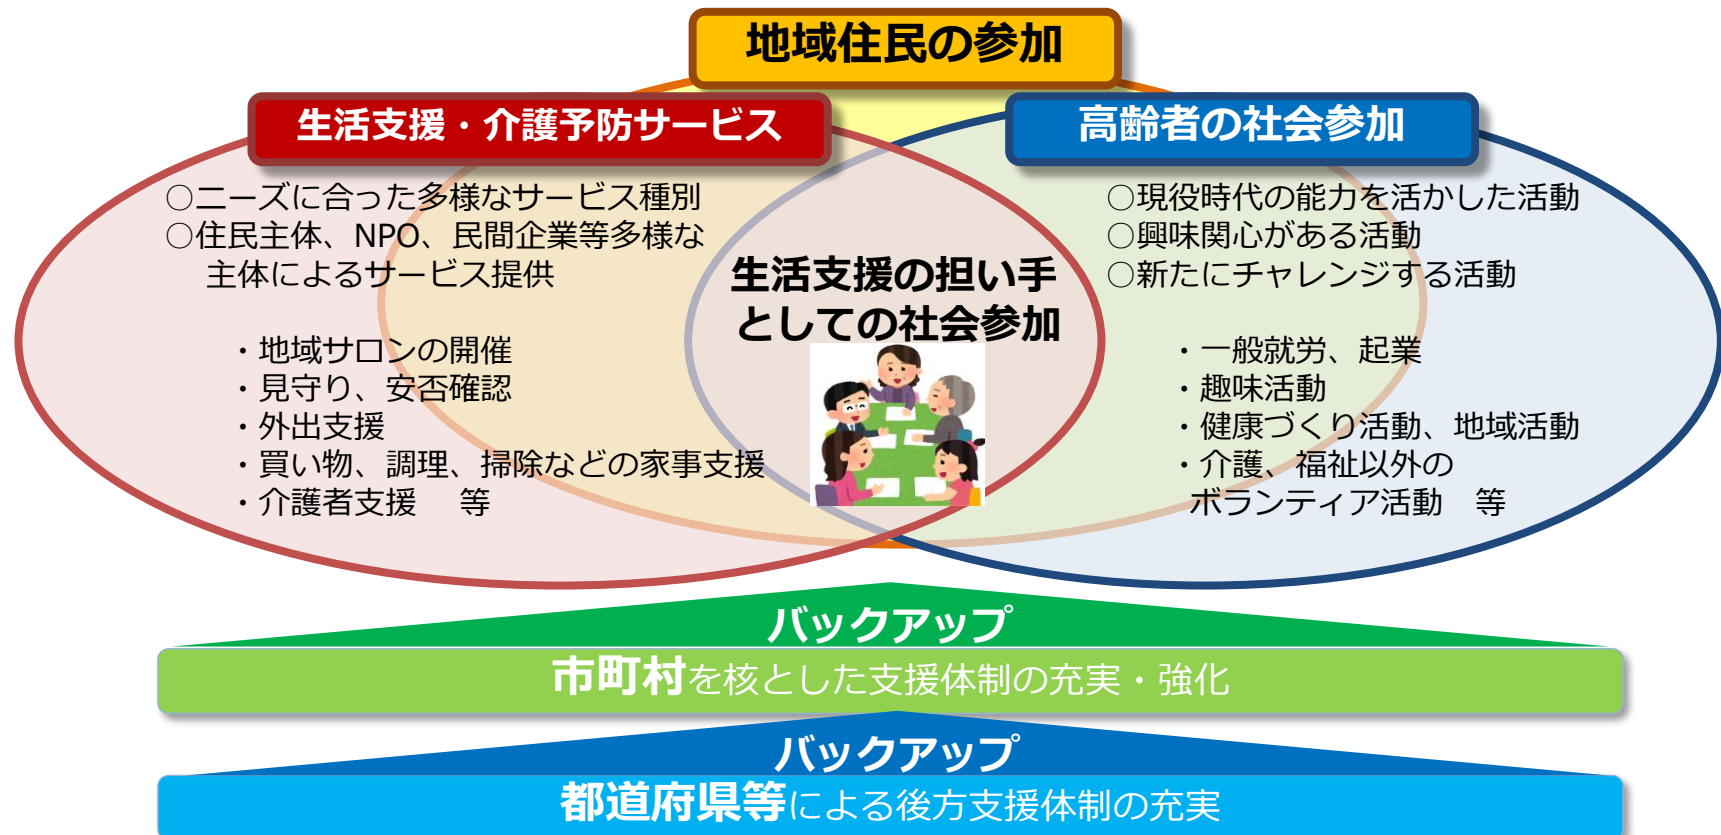 地域住民の参加
生活支援・介護予防サービス
○ニーズに合った多様なサービス種別
○住民主体、NPO、民間企業等多様な
主体によるサービス提供
・地域サロンの開催
・見守り、安否確認
・外出支援
・買い物、調理、掃除などの家事支援
・介護者支援　等
生活支援の担い手
としての社会参加
高齢者の社会参加
○現役時代の能力を活かした活動
○興味関心がある活動
○新たにチャレンジする活動
・一般就労、起業
・趣味活動
・健康づくり活動、地域活動
・介護、福祉以外の
ボランティア活動　等
バックアップ
市町村を核とした支援体制の充実・強化
バックアップ
都道府県等による後方支援体制の充実